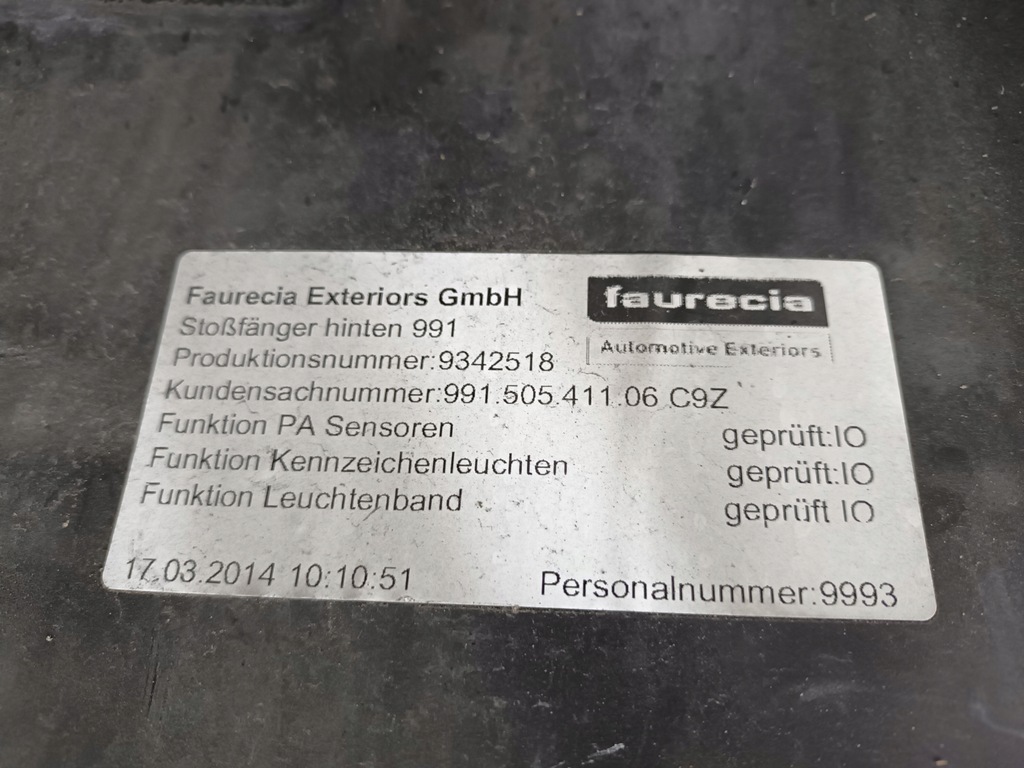 Faurecia Exteriors GmbH
faurecia
Stoßfänger hinten 991
Automotive Exteriors
Produktionsnummer:9342518
Kundensachnummer:991.505.411.06 C9Z
Funktion PA Sensoren geprüft:IO
Funktion Kennzeichenleuchten geprüft:IO
Funktion Leuchtenband geprüft IO
17.03.2014 10:10:51 Personalnummer:9993